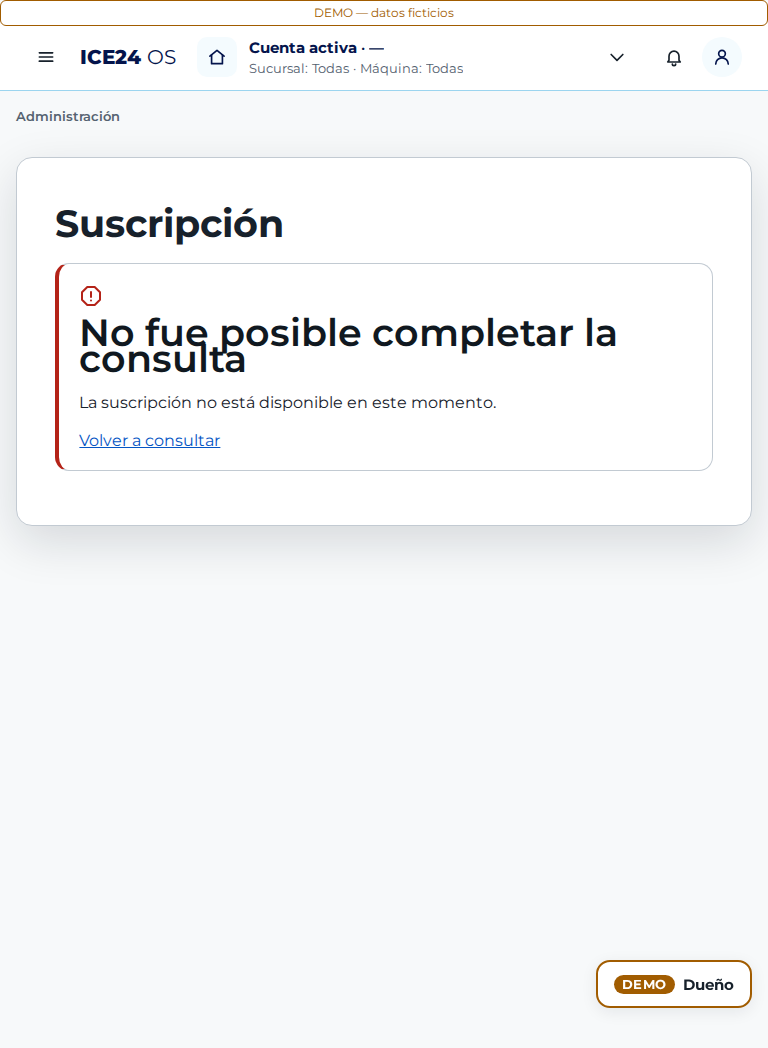 DEMO — datos ficticios
ICE24 OS
Cuenta activa · —
Sucursal: Todas · Máquina: Todas
Administración
Suscripción
No fue posible completar la
consulta
La suscripción no está disponible en este momento.
Volver a consultar
DEMO Dueño